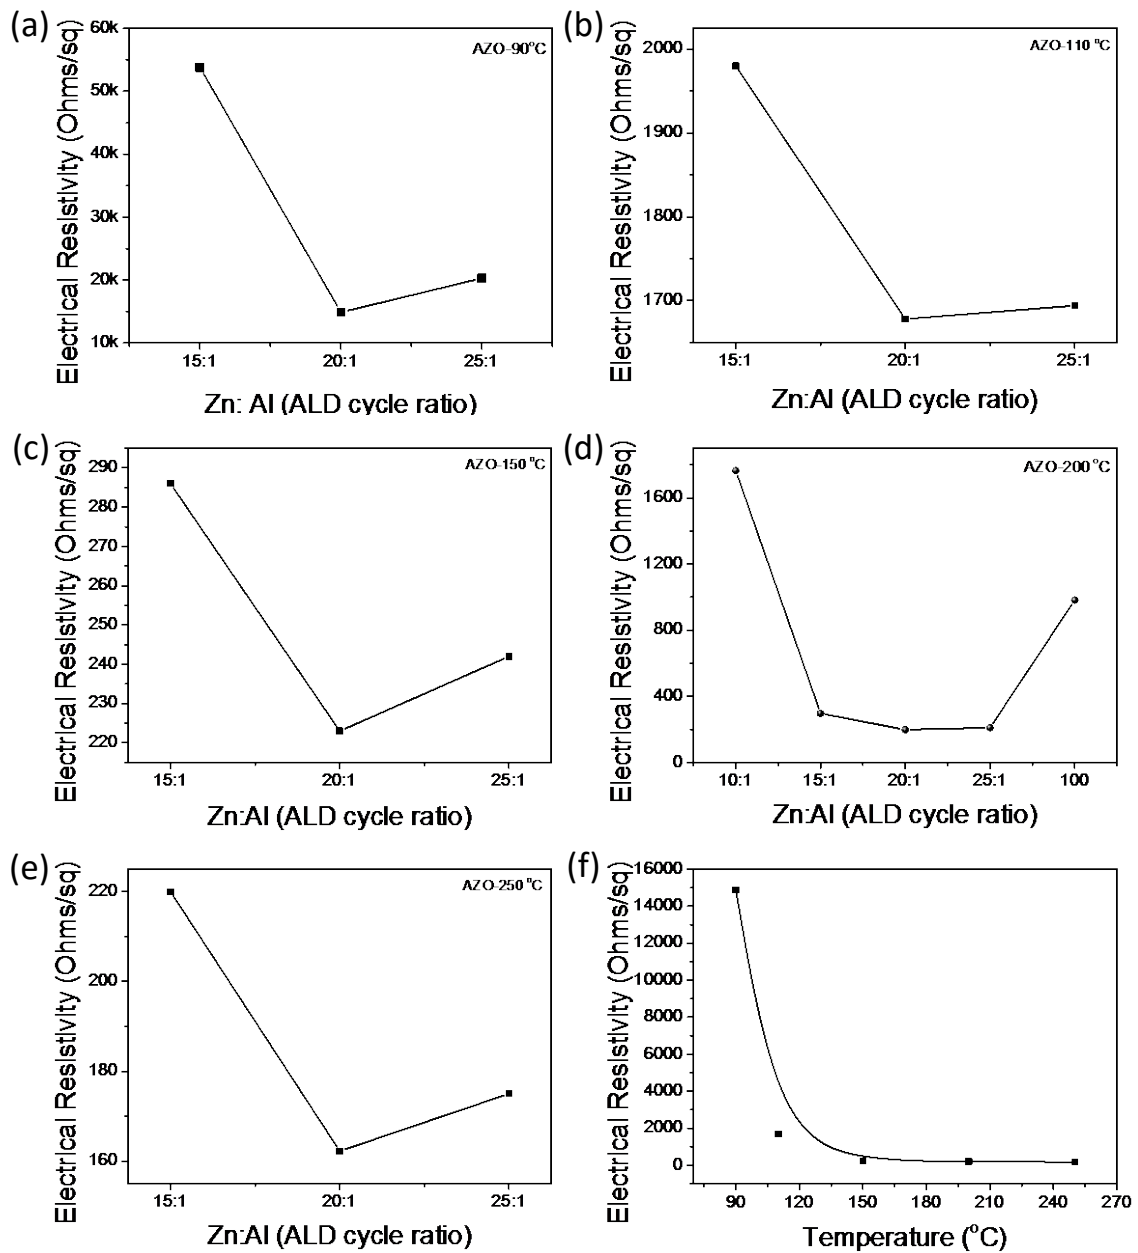 (a)
60k
50k
40k
30k
20k
10k
AZO-90°C
15:1 20:1 25:1
Electrical Resistivity (Ohms/sq)
Zn: Al (ALD cycle ratio)
(b)
2000
1900
1800
1700
AZO-110 °C
15:1 20:1 25:1
Electrical Resistivity (Ohms/sq)
Zn:Al (ALD cycle ratio)
(c)
290
280
270
260
250
240
230
220
AZO-150 °C
15:1 20:1 25:1
Electrical Resistivity (Ohms/sq)
Zn:Al (ALD cycle ratio)
(d)
1600
1200
800
400
0
AZO-200 °C
10:1 15:1 20:1 25:1 100
Electrical Resistivity (Ohms/sq)
Zn:Al (ALD cycle ratio)
(e)
220
200
180
160
AZO-250 °C
15:1 20:1 25:1
Electrical Resistivity (Ohms/sq)
Zn:Al (ALD cycle ratio)
(f)
16000
14000
12000
10000
8000
6000
4000
2000
0
90 120 150 180 210 240 270
Electrical Resistivity (Ohms/sq)
Temperature (°C)